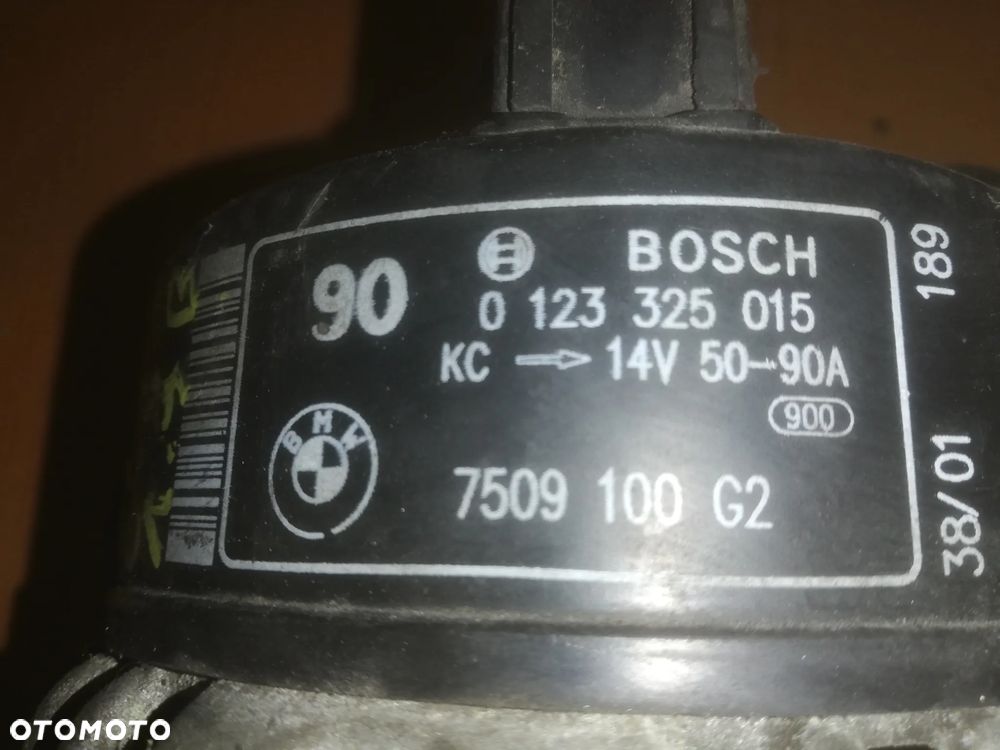 90
BOSCH
0 123 325 015
KC → 14V 50-90A
900
BMW
7509 100 G2
189
38/01
OTOMOTO